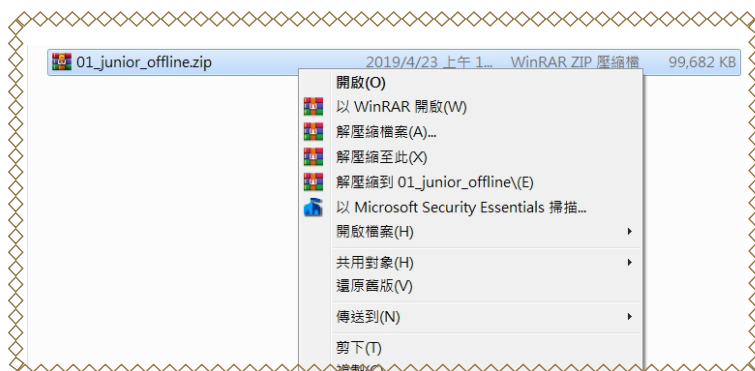 01_junior_offline.zip 2019/4/23 上午 1... WinRAR ZIP 壓縮檔 99,682 KB
開啟(O)
以 WinRAR 開啟(W)
解壓縮檔案(A)...
解壓縮至此(X)
解壓縮到 01_junior_offline\(E)
以 Microsoft Security Essentials 掃描...
開啟檔案(H)
共用對象(H)
還原舊版(V)
傳送到(N)
剪下(T)